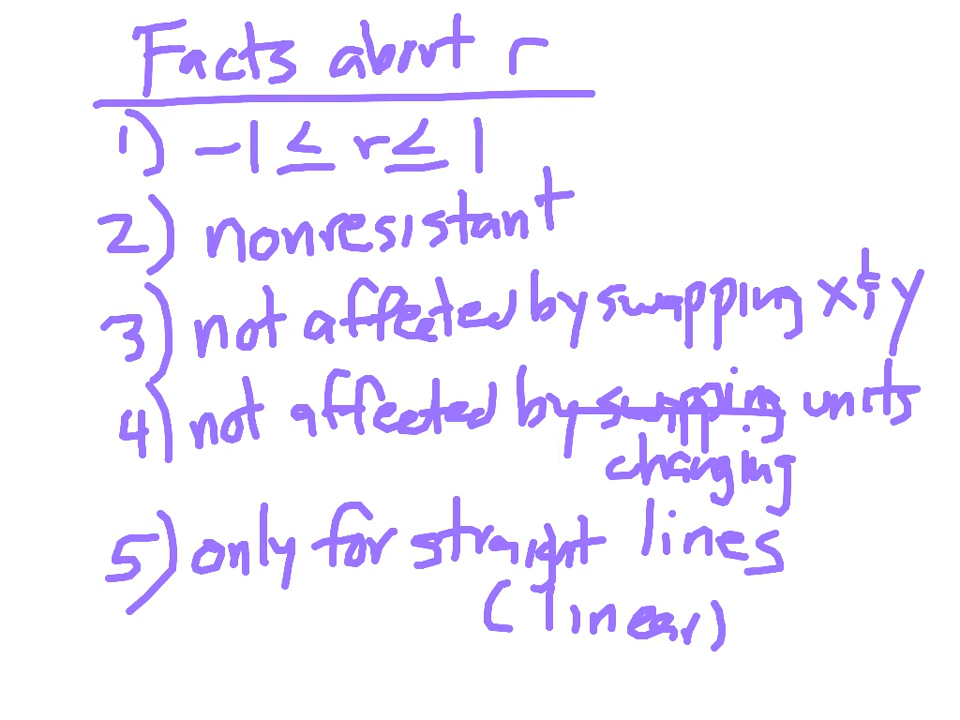 Facts about r
1) -1 ≤ r ≤ 1
2) nonresistant
3) not affected by swapping x & y
4) not affected by swapping units
changing
5) only for straight lines
(linear)